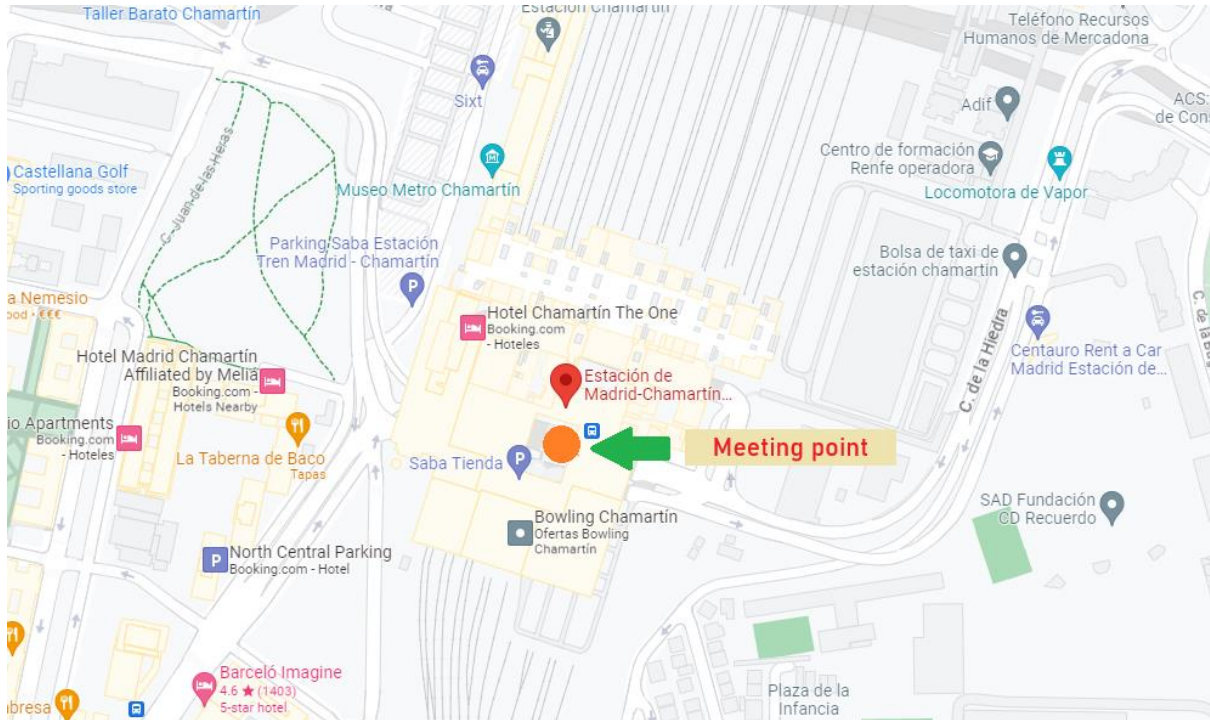 Taller Barato Chamartín
Estación Chamartín
Teléfono Recursos
Humanos de Mercadona
Sixt
Adif
ACS:
de Cons
Castellana Golf
Sporting goods store
C. Juan de las Heras
Museo Metro Chamartín
Centro de formación
Renfe operadora
Locomotora de Vapor
Parking Saba Estación
Tren Madrid - Chamartín
Bolsa de taxi de
estación chamartin
a Nemesio
ood • €€€
Hotel Chamartín The One
Booking.com
- Hoteles
C. de la Hiedra
C. de la
Centauro Rent a Car
Madrid Estación de...
Hotel Madrid Chamartín
Affiliated by Meliá
Booking.com -
Hotels Nearby
Estación de
Madrid-Chamartín...
io Apartments
Booking.com
- Hoteles
La Taberna de Baco
Tapas
Saba Tienda
P
Meeting point
SAD Fundación
CD Recuerdo
Bowling Chamartín
Ofertas Bowling
Chamartín
P
North Central Parking
Booking.com - Hotel
P
Barceló Imagine
4.6 ★ (1403)
5-star hotel
Plaza de la
Infancia
abresa